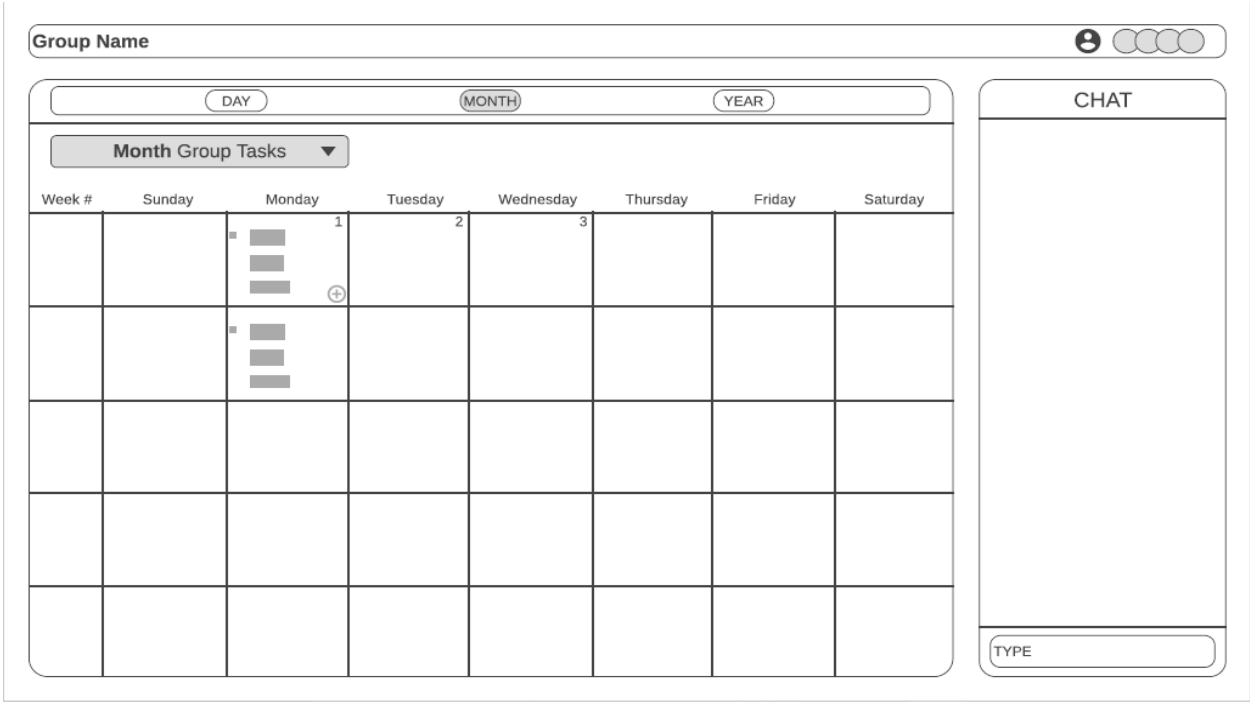 Group Name
DAY MONTH YEAR
CHAT
Month Group Tasks
Week # Sunday Monday Tuesday Wednesday Thursday Friday Saturday
1 2 3
TYPE